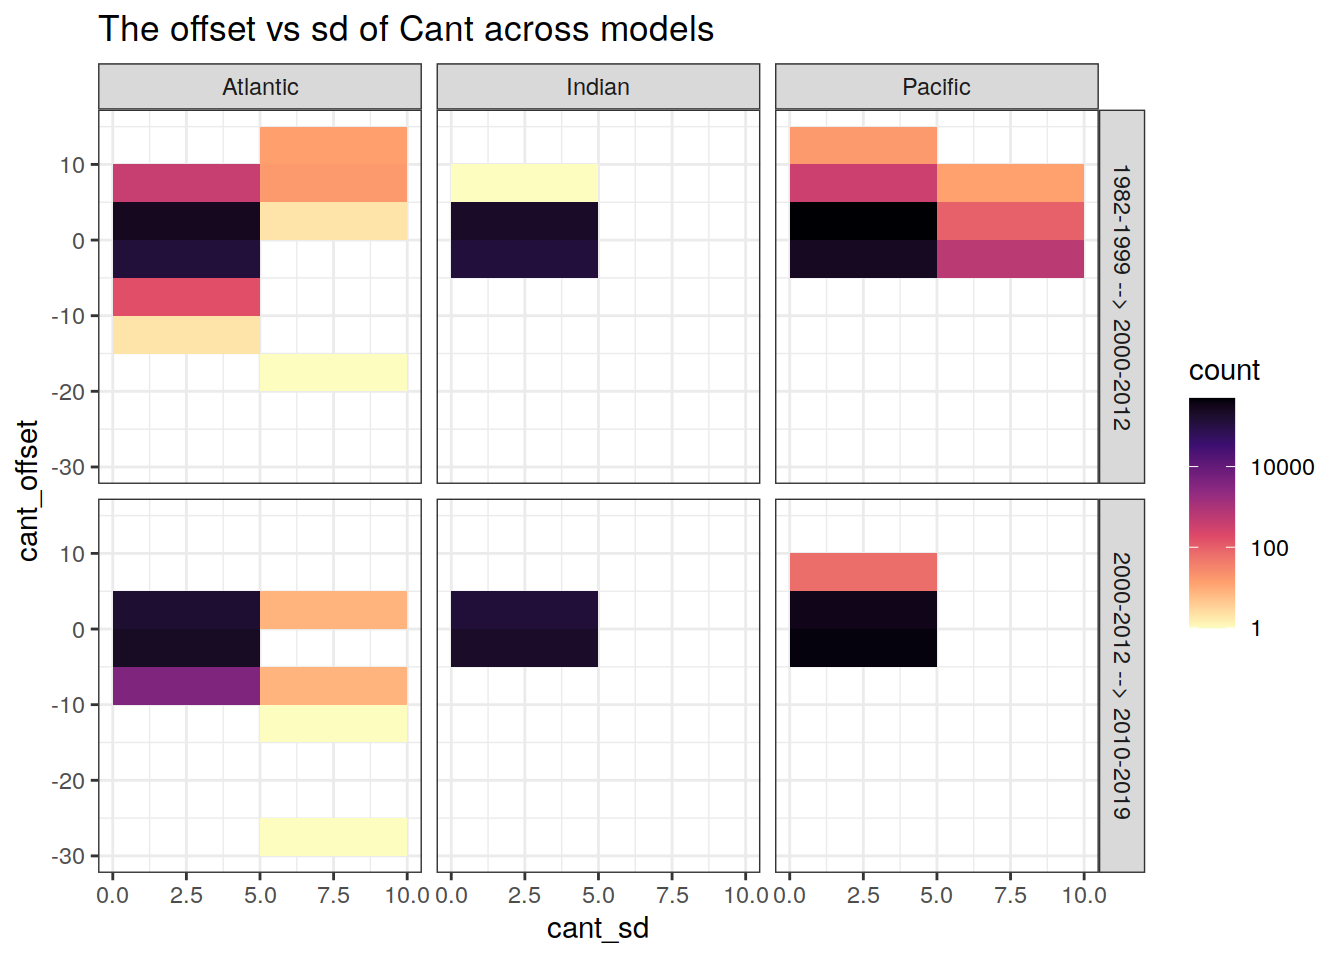 The offset vs sd of Cant across models
Atlantic
Indian
Pacific
10
0
-10
-20
-30
1982-1999 --> 2000-2012
10
0
-10
-20
-30
2000-2012 --> 2010-2019
0.0 2.5 5.0 7.5 10.0
0.0 2.5 5.0 7.5 10.0
0.0 2.5 5.0 7.5 10.0
cant_sd
cant_offset
count
10000
100
1